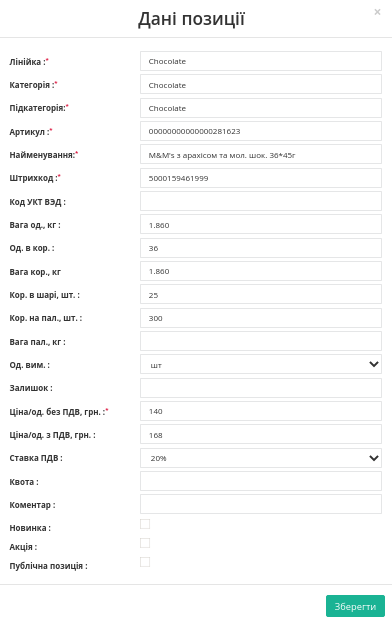 Дані позиції
×
Лінійка :* Chocolate
Категорія :* Chocolate
Підкатегорія:* Chocolate
Артикул :* 00000000000000281623
Найменування:* M&M's з арахісом та мол. шок. 36*45г
Штрихкод :* 5000159461999
Код УКТ ВЭД :
Вага од., кг : 1.860
Од. в кор. : 36
Вага кор., кг 1.860
Кор. в шарі, шт. : 25
Кор. на пал., шт. : 300
Вага пал., кг :
Од. вим. : шт
Залишок :
Ціна/од. без ПДВ, грн. :* 140
Ціна/од. з ПДВ, грн. : 168
Ставка ПДВ : 20%
Квота :
Коментар :
Новинка :
Акція :
Публічна позиція :
Зберегти